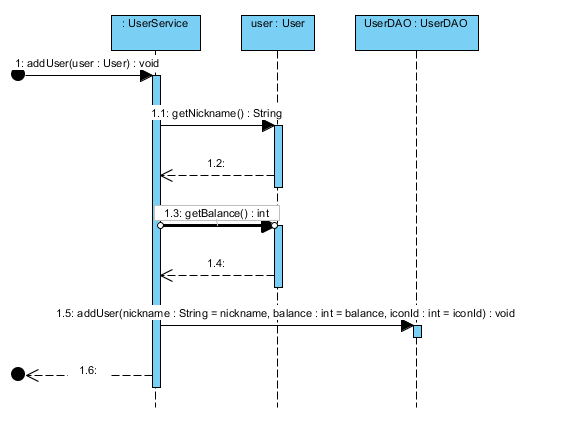 : UserService
user : User
UserDAO : UserDAO
1: addUser(user : User) : void
1.1: getNickname() : String
1.2:
1.3: getBalance() : int
1.4:
1.5: addUser(nickname : String = nickname, balance : int = balance, iconId : int = iconId) : void
1.6: